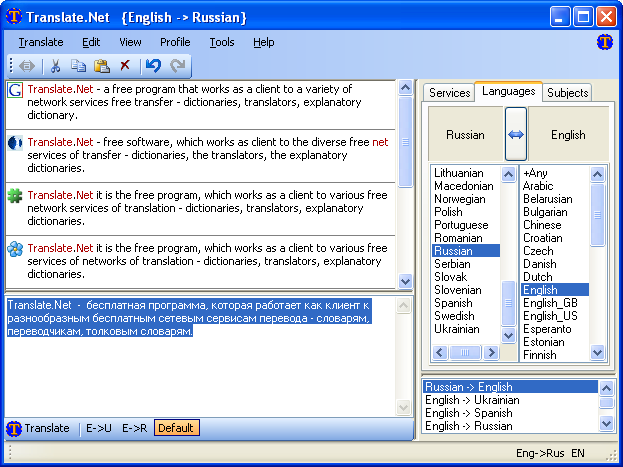 Translate.Net   {English -> Russian}
Translate Edit View Profile Tools Help
Translate.Net - a free program that works as a client to a variety of
network services free transfer - dictionaries, translators, explanatory
dictionary.
Translate.Net - free software, which works as client to the diverse free net
services of transfer - dictionaries, the translators, the explanatory
dictionaries.
Translate.Net it is the free program, which works as a client to various free
network services of translation - dictionaries, translators, explanatory
dictionaries.
Translate.Net it is the free program, which works as a client to various free
services of networks of translation - dictionaries, translators, explanatory
dictionaries.
Translate.Net -  бесплатная программа, которая работает как клиент к
разнообразным бесплатным сетевым сервисам перевода - словарям,
переводчикам, толковым словарям.
Translate E->U E->R Default
Services Languages Subjects
Russian English
Lithuanian
Macedonian
Norwegian
Polish
Portuguese
Romanian
Russian
Serbian
Slovak
Slovenian
Spanish
Swedish
Ukrainian
+Any
Arabic
Belarusian
Bulgarian
Chinese
Croatian
Czech
Danish
Dutch
English
English_GB
English_US
Esperanto
Estonian
Finnish
Russian -> English
English -> Ukrainian
English -> Spanish
English -> Russian
Eng->Rus EN